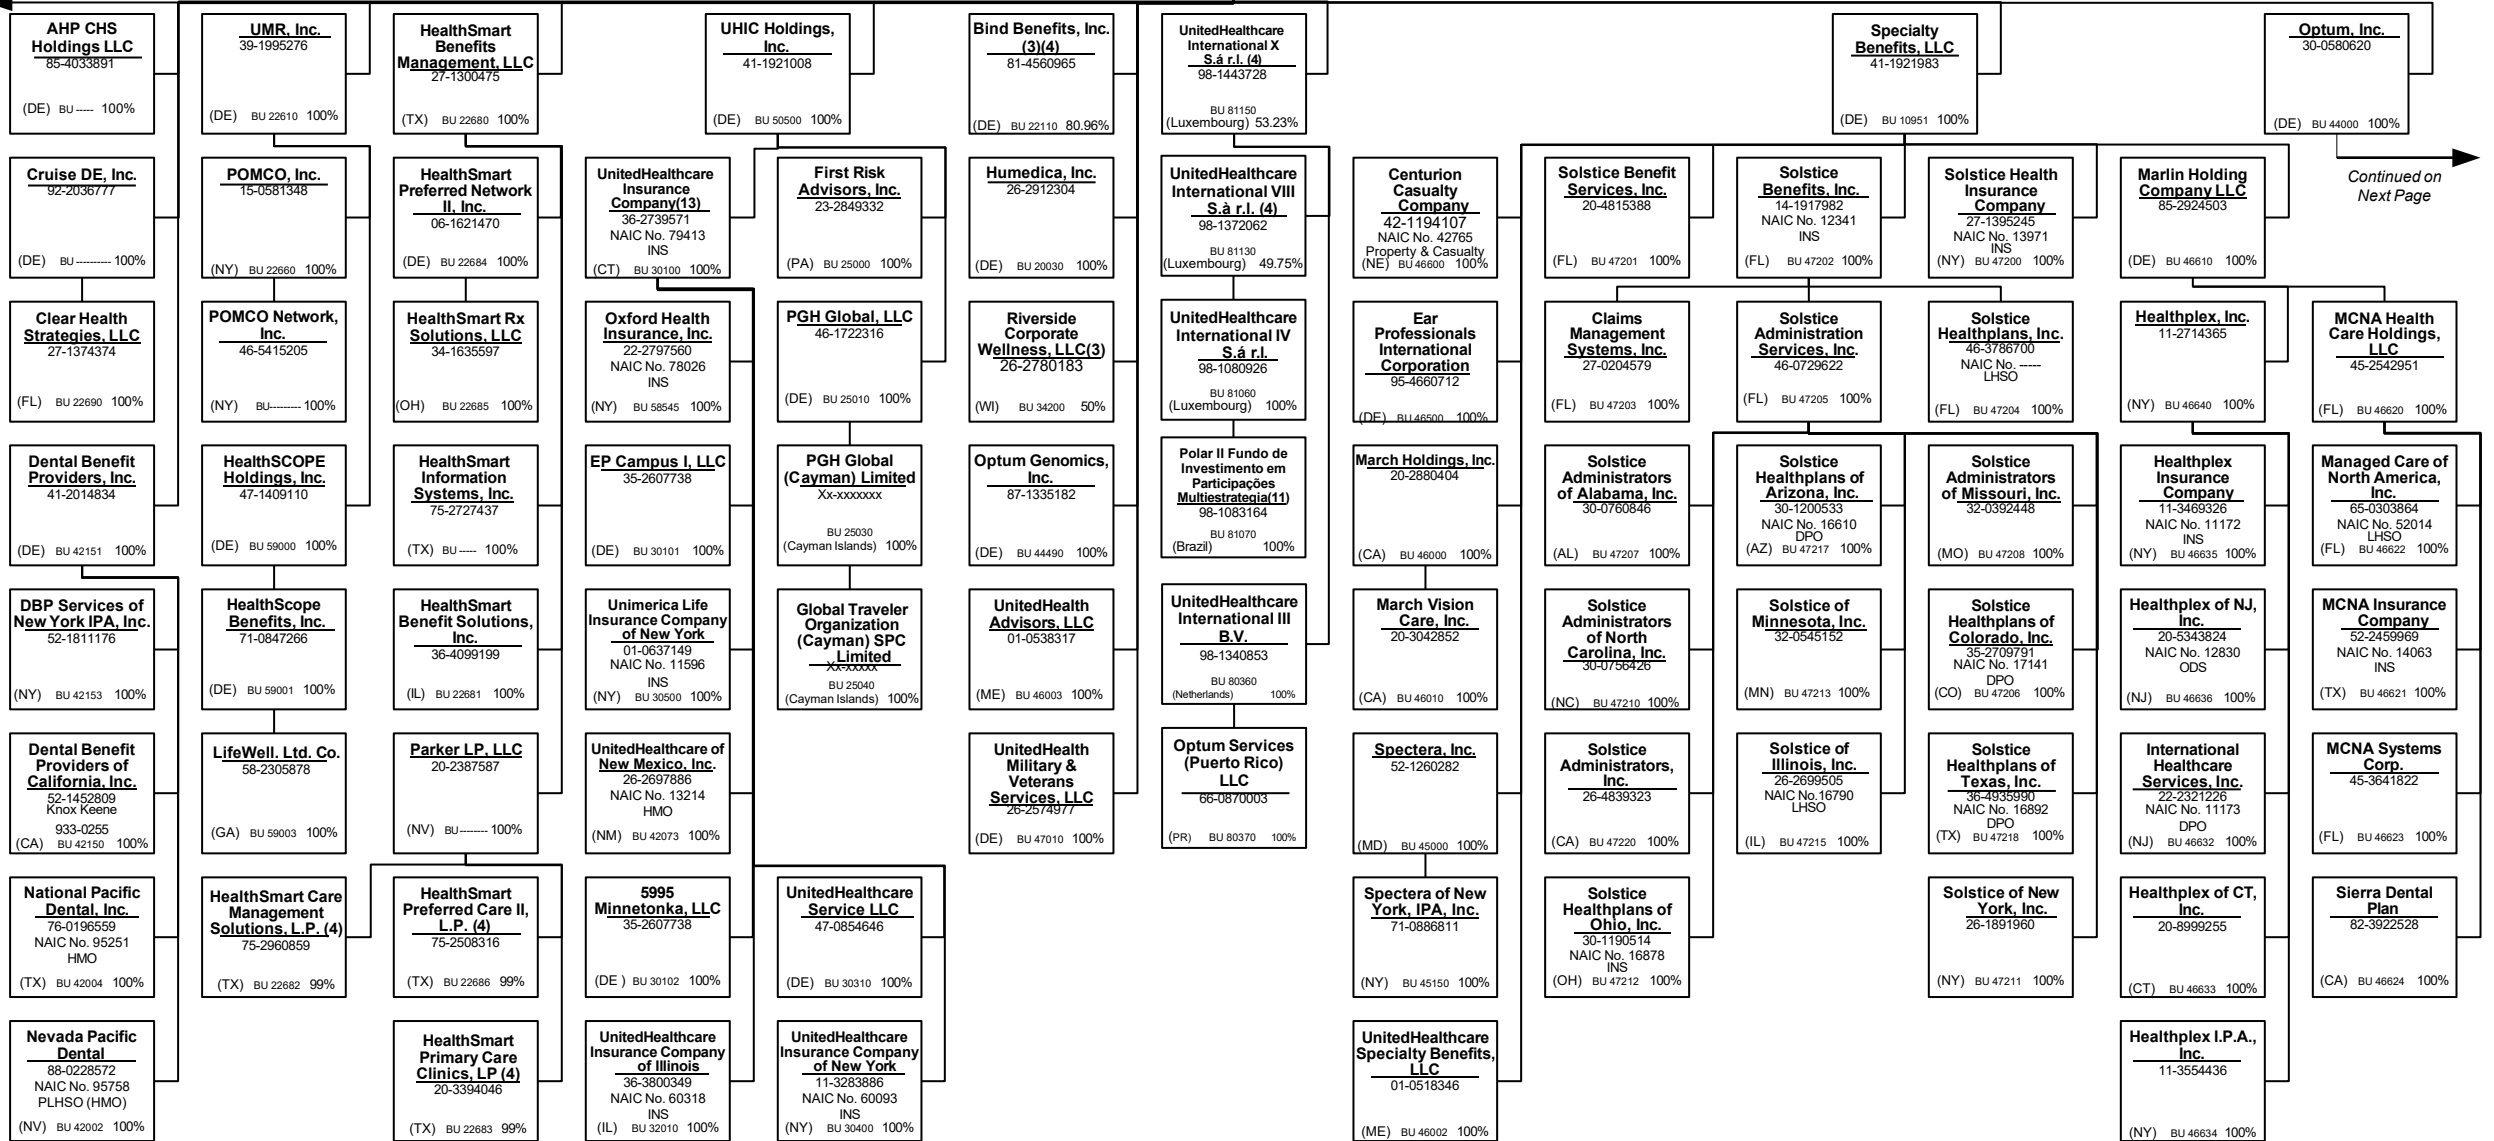 AHP CHS
Holdings LLC
85-4033891
(DE) BU ----- 100%
UMR, Inc.
39-1995276
(DE) BU 22610 100%
HealthSmart
Benefits
Management, LLC
27-1300475
(TX) BU 22680 100%
UHIC Holdings,
Inc.
41-1921008
(DE) BU 50500 100%
Bind Benefits, Inc.
(3)(4)
81-4560965
(DE) BU 22110 80.96%
UnitedHealthcare
International X
S.á r.l. (4)
98-1443728
BU 81150
(Luxembourg) 53.23%
Specialty
Benefits, LLC
41-1921983
(DE) BU 10951 100%
Optum, Inc.
30-0580620
(DE) BU 44000 100%
Continued on
Next Page
Cruise DE, Inc.
92-2036777
(DE) BU ---------- 100%
POMCO, Inc.
15-0581348
(NY) BU 22660 100%
HealthSmart
Preferred Network
II, Inc.
06-1621470
(DE) BU 22684 100%
UnitedHealthcare
Insurance
Company(13)
36-2739571
NAIC No. 79413
INS
(CT) BU 30100 100%
First Risk
Advisors, Inc.
23-2849332
(PA) BU 25000 100%
Humedica, Inc.
26-2912304
(DE) BU 20030 100%
UnitedHealthcare
International VIII
S.à r.l. (4)
98-1372062
BU 81130
(Luxembourg) 49.75%
Centurion
Casualty
Company
42-1194107
NAIC No. 42765
Property & Casualty
(NE) BU 46600 100%
Solstice Benefit
Services, Inc.
20-4815388
(FL) BU 47201 100%
Solstice
Benefits, Inc.
14-1917982
NAIC No. 12341
INS
(FL) BU 47202 100%
Solstice Health
Insurance
Company
27-1395245
NAIC No. 13971
INS
(NY) BU 47200 100%
Marlin Holding
Company LLC
85-2924503
(DE) BU 46610 100%
Clear Health
Strategies, LLC
27-1374374
(FL) BU 22690 100%
POMCO Network,
Inc.
46-5415205
(NY) BU--------- 100%
HealthSmart Rx
Solutions, LLC
34-1635597
(OH) BU 22685 100%
Oxford Health
Insurance, Inc.
22-2797560
NAIC No. 78026
INS
(NY) BU 58545 100%
PGH Global, LLC
46-1722316
(DE) BU 25010 100%
Riverside
Corporate
Wellness, LLC(3)
26-2780183
(WI) BU 34200 50%
UnitedHealthcare
International IV
S.á r.l.
98-1080926
BU 81060
(Luxembourg) 100%
Ear
Professionals
International
Corporation
95-4660712
(DE) BU 46500 100%
Claims
Management
Systems, Inc.
27-0204579
(FL) BU 47203 100%
Solstice
Administration
Services, Inc.
46-0729622
(FL) BU 47205 100%
Solstice
Healthplans, Inc.
46-3786700
NAIC No. -----
LHSO
(FL) BU 47204 100%
Healthplex, Inc.
11-2714365
(NY) BU 46640 100%
MCNA Health
Care Holdings,
LLC
45-2542951
(FL) BU 46620 100%
Dental Benefit
Providers, Inc.
41-2014834
(DE) BU 42151 100%
HealthSCOPE
Holdings, Inc.
47-1409110
(DE) BU 59000 100%
HealthSmart
Information
Systems, Inc.
75-2727437
(TX) BU ----- 100%
EP Campus I, LLC
35-2607738
(DE) BU 30101 100%
PGH Global
(Cayman) Limited
Xx-xxxxxxx
BU 25030
(Cayman Islands) 100%
Optum Genomics,
Inc.
87-1335182
(DE) BU 44490 100%
Polar II Fundo de
Investimento em
Participações
Multiestrategia(11)
98-1083164
BU 81070
(Brazil) 100%
March Holdings, Inc.
20-2880404
(CA) BU 46000 100%
Solstice
Administrators
of Alabama, Inc.
30-0760846
(AL) BU 47207 100%
Solstice
Healthplans of
Arizona, Inc.
30-1200533
NAIC No. 16610
DPO
(AZ) BU 47217 100%
Solstice
Administrators
of Missouri, Inc.
32-0392448
(MO) BU 47208 100%
Healthplex
Insurance
Company
11-3469326
NAIC No. 11172
INS
(NY) BU 46635 100%
Managed Care of
North America,
Inc.
65-0303864
NAIC No. 52014
LHSO
(FL) BU 46622 100%
DBP Services of
New York IPA, Inc.
52-1811176
(NY) BU 42153 100%
HealthScope
Benefits, Inc.
71-0847266
(DE) BU 59001 100%
HealthSmart
Benefit Solutions,
Inc.
36-4099199
(IL) BU 22681 100%
Unimerica Life
Insurance Company
of New York
01-0637149
NAIC No. 11596
INS
(NY) BU 30500 100%
Global Traveler
Organization
(Cayman) SPC
Limited
Xx-xxxxx
BU 25040
(Cayman Islands) 100%
UnitedHealth
Advisors, LLC
01-0538317
(ME) BU 46003 100%
UnitedHealthcare
International III
B.V.
98-1340853
BU 80360
(Netherlands) 100%
March Vision
Care, Inc.
20-3042852
(CA) BU 46010 100%
Solstice
Administrators
of North
Carolina, Inc.
30-0756426
(NC) BU 47210 100%
Solstice of
Minnesota, Inc.
32-0545152
(MN) BU 47213 100%
Solstice
Healthplans of
Colorado, Inc.
35-2709791
NAIC No. 17141
DPO
(CO) BU 47206 100%
Healthplex of NJ,
Inc.
20-5343824
NAIC No. 12830
ODS
(NJ) BU 46636 100%
MCNA Insurance
Company
52-2459969
NAIC No. 14063
INS
(TX) BU 46621 100%
Dental Benefit
Providers of
California, Inc.
52-1452809
Knox Keene
933-0255
(CA) BU 42150 100%
LifeWell. Ltd. Co.
58-2305878
(GA) BU 59003 100%
Parker LP, LLC
20-2387587
(NV) BU-------- 100%
UnitedHealthcare of
New Mexico, Inc.
26-2697886
NAIC No. 13214
HMO
(NM) BU 42073 100%
UnitedHealth
Military &
Veterans
Services, LLC
26-2574977
(DE) BU 47010 100%
Optum Services
(Puerto Rico)
LLC
66-0870003
(PR) BU 80370 100%
Spectera, Inc.
52-1260282
(MD) BU 45000 100%
Solstice
Administrators,
Inc.
26-4839323
(CA) BU 47220 100%
Solstice of
Illinois, Inc.
26-2699505
NAIC No.16790
LHSO
(IL) BU 47215 100%
Solstice
Healthplans of
Texas, Inc.
36-4935990
NAIC No. 16892
DPO
(TX) BU 47218 100%
International
Healthcare
Services, Inc.
22-2321226
NAIC No. 11173
DPO
(NJ) BU 46632 100%
MCNA Systems
Corp.
45-3641822
(FL) BU 46623 100%
National Pacific
Dental, Inc.
76-0196559
NAIC No. 95251
HMO
(TX) BU 42004 100%
HealthSmart Care
Management
Solutions, L.P. (4)
75-2960859
(TX) BU 22682 99%
HealthSmart
Preferred Care II,
L.P. (4)
75-2508316
(TX) BU 22686 99%
5995
Minnetonka, LLC
35-2607738
(DE ) BU 30102 100%
UnitedHealthcare
Service LLC
47-0854646
(DE) BU 30310 100%
Spectera of New
York, IPA, Inc.
71-0886811
(NY) BU 45150 100%
Solstice
Healthplans of
Ohio, Inc.
30-1190514
NAIC No. 16878
INS
(OH) BU 47212 100%
Solstice of New
York, Inc.
26-1891960
(NY) BU 47211 100%
Healthplex of CT,
Inc.
20-8999255
(CT) BU 46633 100%
Sierra Dental
Plan
82-3922528
(CA) BU 46624 100%
Nevada Pacific
Dental
88-0228572
NAIC No. 95758
PLHSO (HMO)
(NV) BU 42002 100%
HealthSmart
Primary Care
Clinics, LP (4)
20-3394046
(TX) BU 22683 99%
UnitedHealthcare
Insurance Company
of Illinois
36-3800349
NAIC No. 60318
INS
(IL) BU 32010 100%
UnitedHealthcare
Insurance Company
of New York
11-3283886
NAIC No. 60093
INS
(NY) BU 30400 100%
UnitedHealthcare
Specialty Benefits,
LLC
01-0518346
(ME) BU 46002 100%
Healthplex I.P.A.,
Inc.
11-3554436
(NY) BU 46634 100%